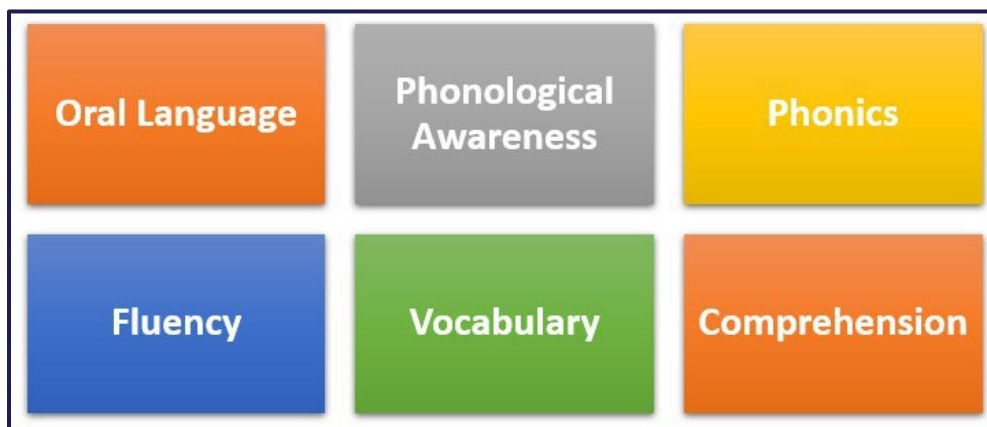 Oral Language
Phonological
Awareness
Phonics
Fluency
Vocabulary
Comprehension